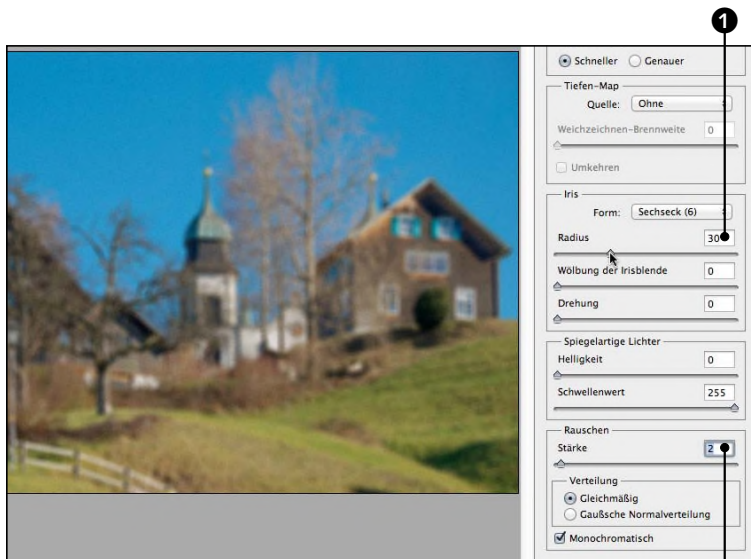 1
Schneller Genauer
Tiefen-Map
Quelle: Ohne
Weichzeichnen-Brennweite 0
Umkehren
Iris
Form: Sechseck (6)
Radius 30
Wölbung der Irisblende 0
Drehung 0
Spiegelartige Lichter
Helligkeit 0
Schwellenwert 255
Rauschen
Stärke 2
Verteilung
Gleichmäßig
Gaußsche Normalverteilung
Monochromatisch